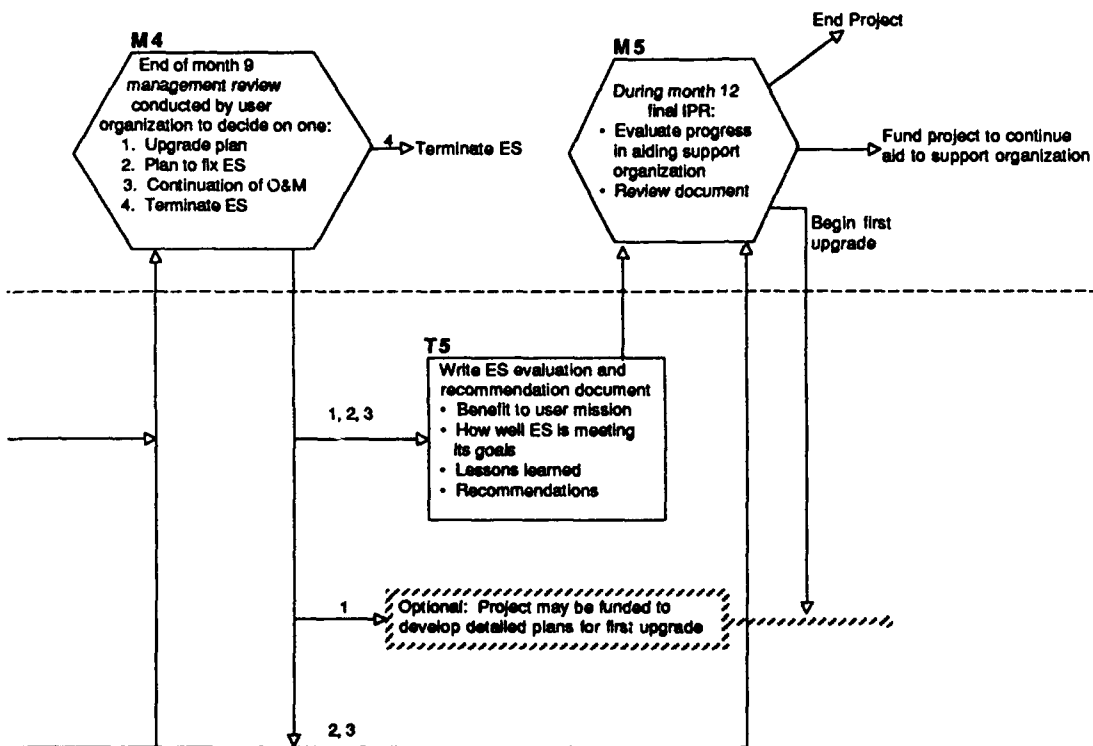 M4
End of month 9
management review
conducted by user
organization to decide on one:
1. Upgrade plan
2. Plan to fix ES
3. Continuation of O&M
4. Terminate ES
4
Terminate ES
M5
During month 12
final IPR:
• Evaluate progress
in aiding support
organization
• Review document
End Project
Fund project to continue
aid to support organization
Begin first
upgrade
T5
Write ES evaluation and
recommendation document
• Benefit to user mission
• How well ES is meeting
its goals
• Lessons learned
• Recommendations
1, 2, 3
1
Optional: Project may be funded to
develop detailed plans for first upgrade
2, 3